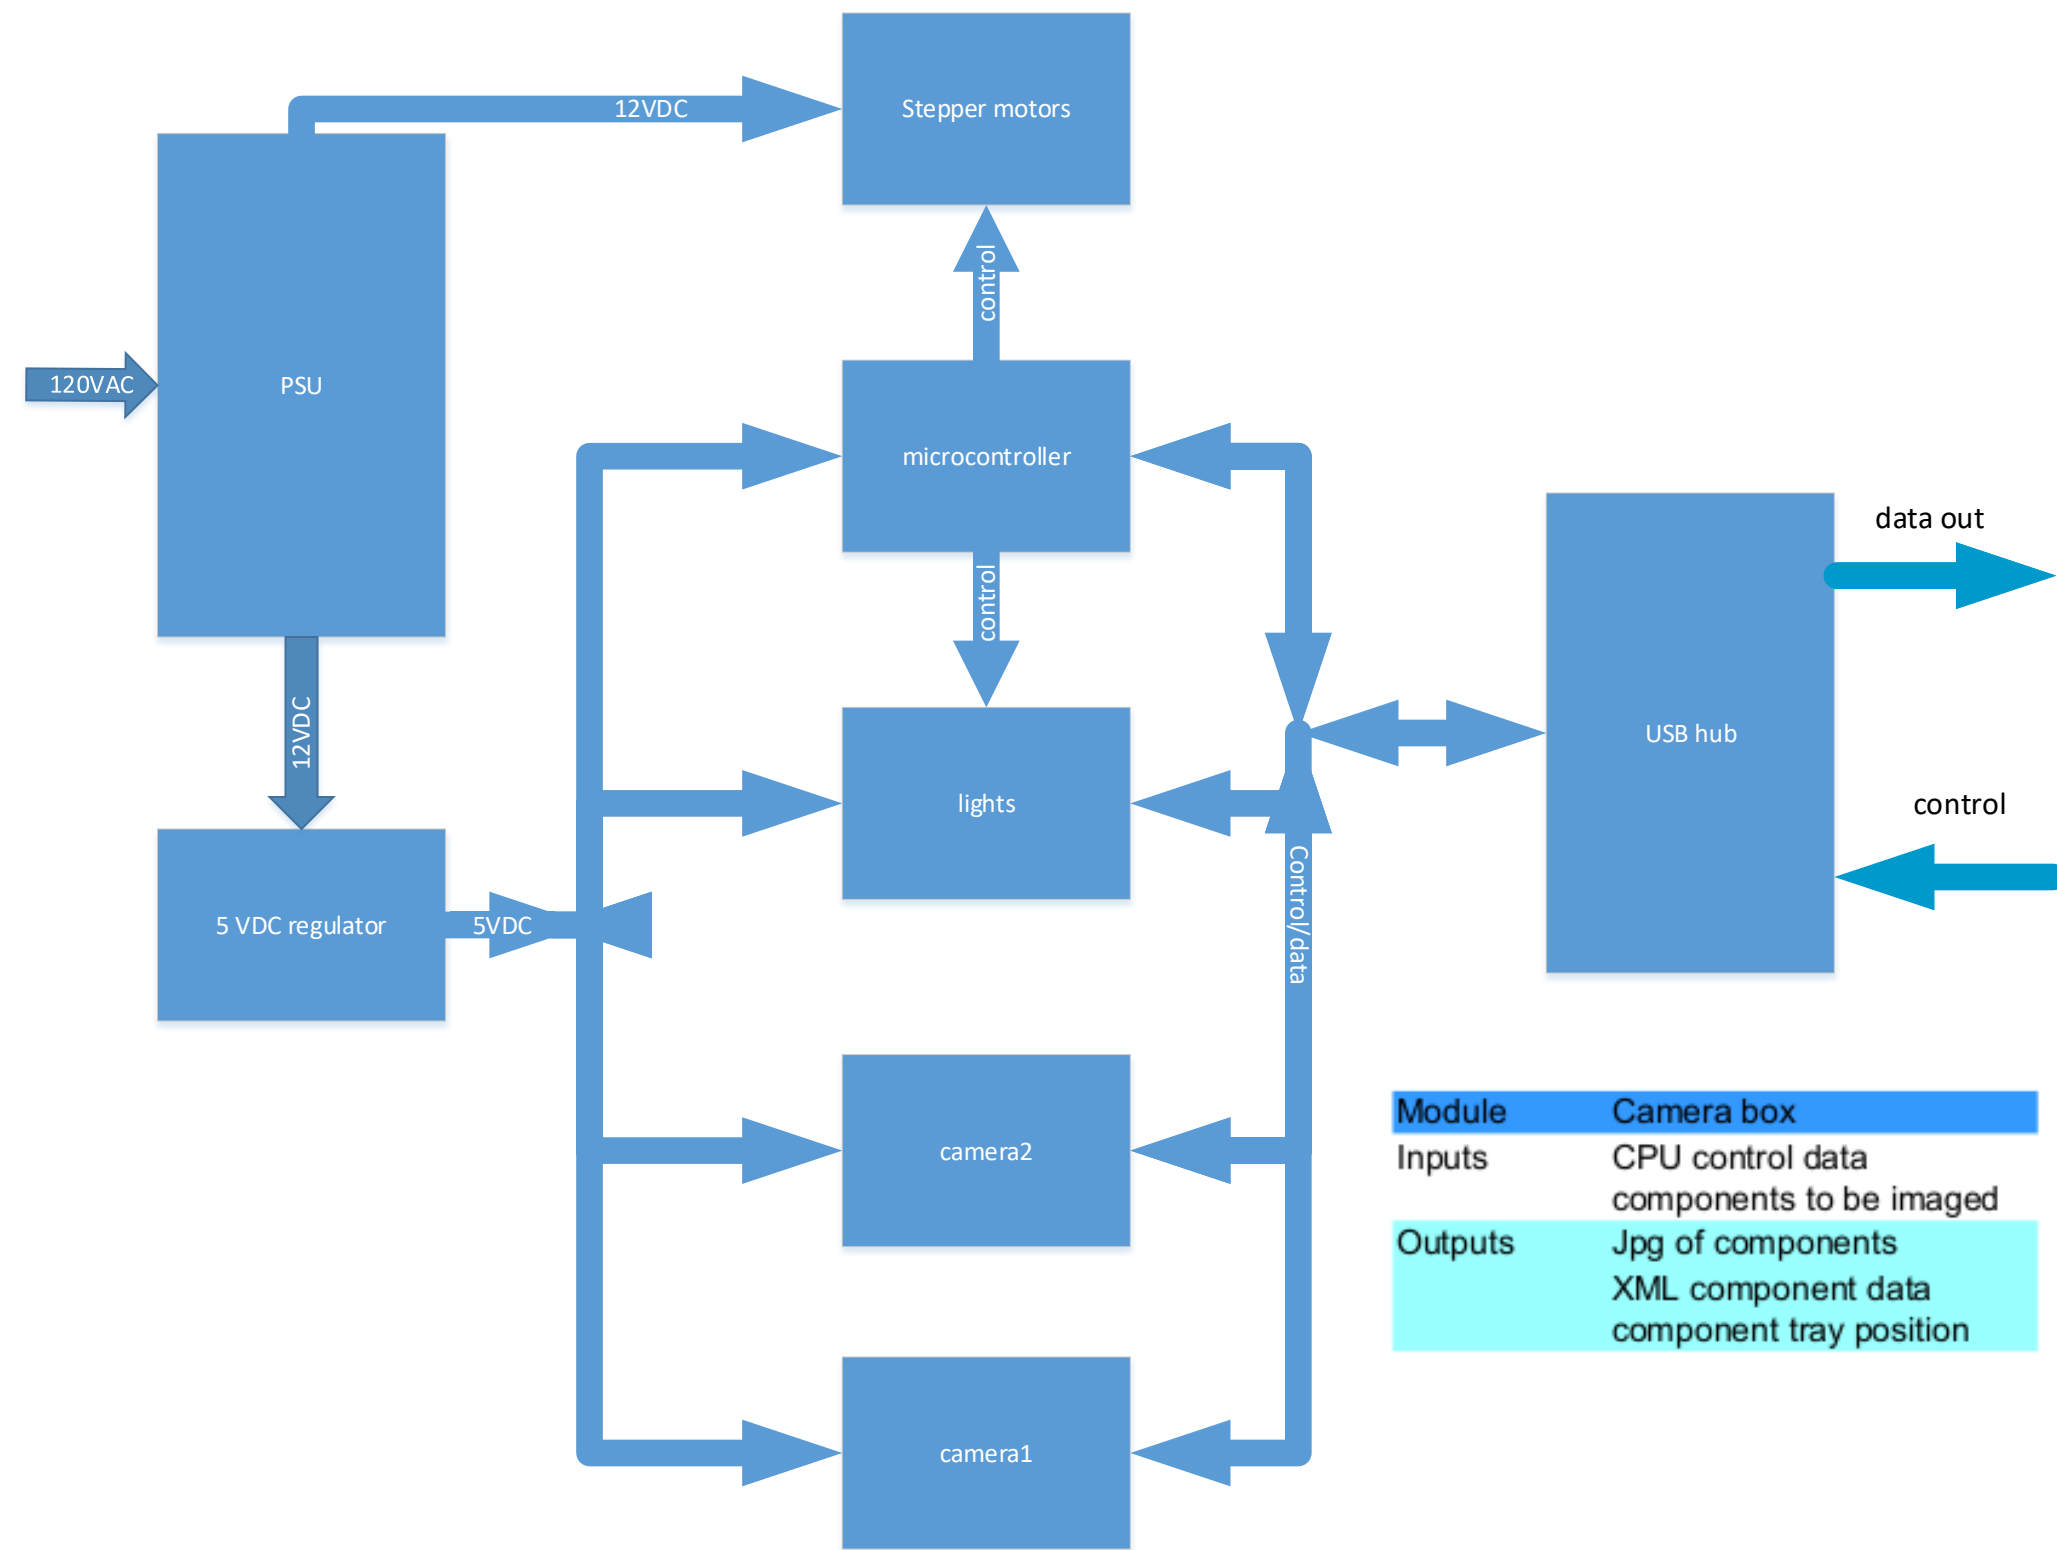 12VDC
Stepper motors
control
120VAC
PSU
microcontroller
control
data out
12VDC
USB hub
lights
control
5 VDC regulator
5VDC
Control/data
camera2
camera1
Module Camera box
Inputs CPU control data
components to be imaged
Outputs Jpg of components
XML component data
component tray position